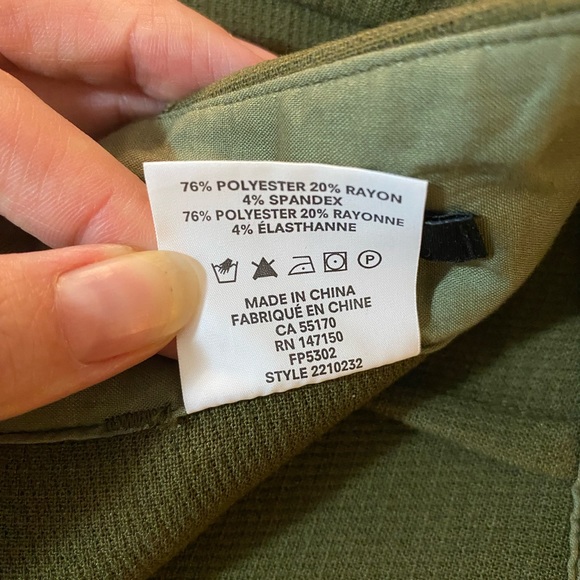 76% POLYESTER 20% RAYON
4% SPANDEX
76% POLYESTER 20% RAYONNE
4% ÉLASTHANNE
P
MADE IN CHINA
FABRIQUÉ EN CHINE
CA 55170
RN 147150
FP5302
STYLE 2210232